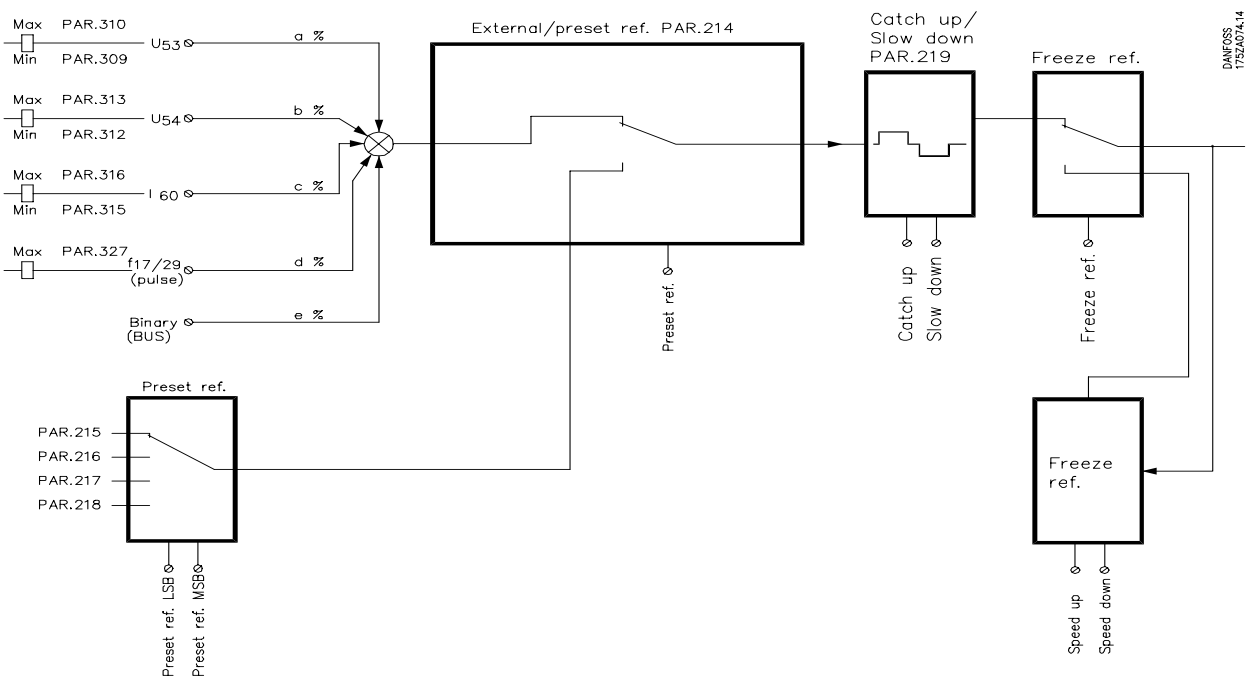 Max PAR.310
U53 a %
Min PAR.309
Max PAR.313
U54 b %
Min PAR.312
Max PAR.316
I 60 c %
Min PAR.315
Max PAR.327
f17/29 d %
(pulse)
Binary e %
(BUS)
External/preset ref. PAR.214
Preset ref.
Catch up/
Slow down
PAR.219
Catch up
Slow down
Freeze ref.
Freeze ref.
DANFOSS
175ZA074.14
Preset ref.
PAR.215
PAR.216
PAR.217
PAR.218
Preset ref. LSB
Preset ref. MSB
Freeze
ref.
Speed up
Speed down